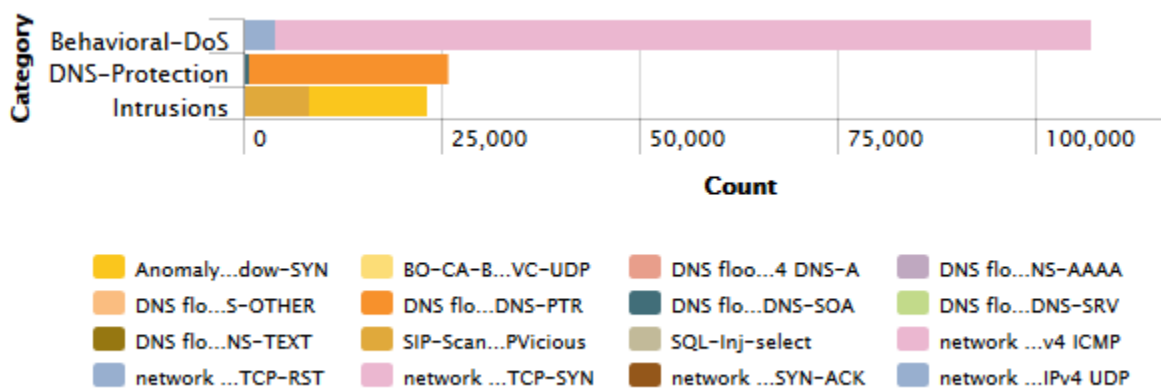 Category
Behavioral-DoS
DNS-Protection
Intrusions
0 25,000 50,000 75,000 100,000
Count
Anomaly...dow-SYN BO-CA-B...VC-UDP DNS floo...4 DNS-A DNS flo...NS-AAAA
DNS flo...S-OTHER DNS flo...DNS-PTR DNS flo...DNS-SOA DNS flo...DNS-SRV
DNS flo...NS-TEXT SIP-Scan...PVicious SQL-Inj-select network ...v4 ICMP
network ...TCP-RST network ...TCP-SYN network ...SYN-ACK network ...IPv4 UDP